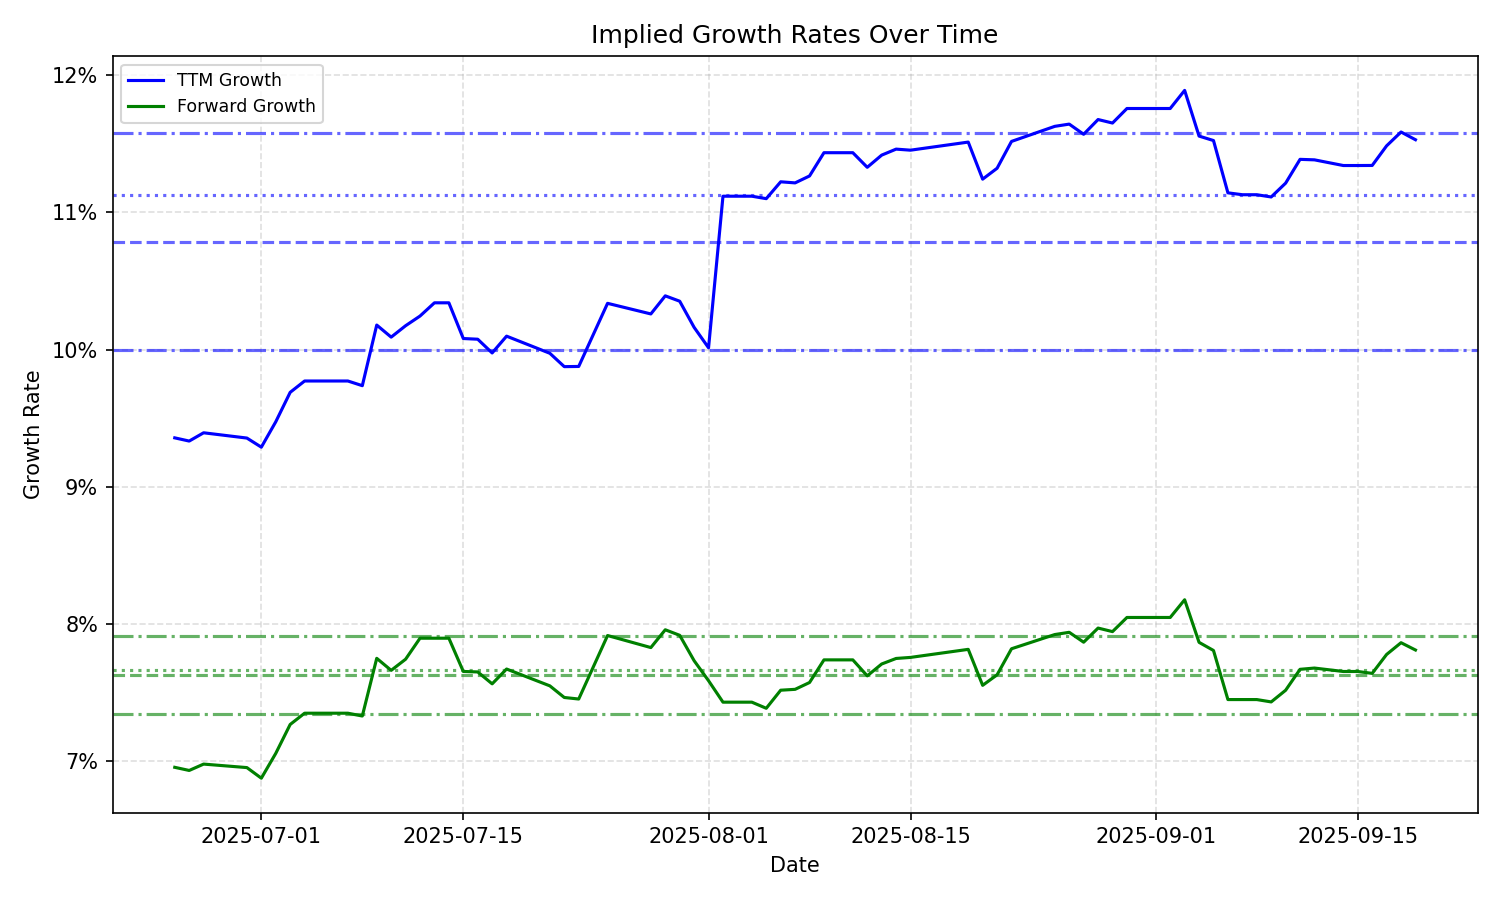 Implied Growth Rates Over Time
TTM Growth
Forward Growth
12%
11%
10%
9%
8%
7%
Growth Rate
2025-07-01
2025-07-15
2025-08-01
2025-08-15
2025-09-01
2025-09-15
Date